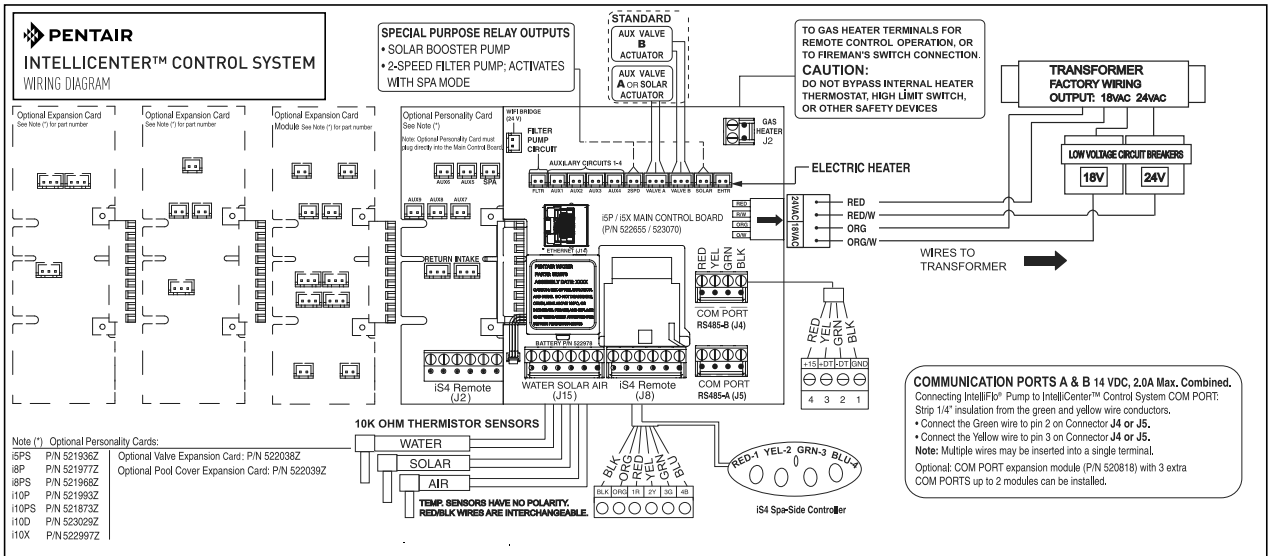 PENTAIR
INTELLICENTER™ CONTROL SYSTEM
WIRING DIAGRAM
SPECIAL PURPOSE RELAY OUTPUTS
• SOLAR BOOSTER PUMP
• 2-SPEED FILTER PUMP; ACTIVATES
WITH SPA MODE
STANDARD
AUX VALVE
B
ACTUATOR
AUX VALVE
A OR SOLAR
ACTUATOR
TO GAS HEATER TERMINALS FOR
REMOTE CONTROL OPERATION, OR
TO FIREMAN'S SWITCH CONNECTION.
CAUTION:
DO NOT BYPASS INTERNAL HEATER
THERMOSTAT, HIGH LIMIT SWITCH,
OR OTHER SAFETY DEVICES
TRANSFORMER
FACTORY WIRING
OUTPUT: 18VAC 24VAC
LOW VOLTAGE CIRCUIT BREAKERS
18V
24V
Optional Expansion Card
See Note (*) for part number
Optional Expansion Card
See Note (*) for part number
Optional Expansion Card
Module See Note (*) for part number
Optional Personality Card
See Note (*)
Note: Optional Personality Card must
plug directly into the Main Control Board.
WIFI BRIDGE
(24 V)
FILTER
PUMP
CIRCUIT
GAS
HEATER
J2
AUXILARY CIRCUITS 1-4
ELECTRIC HEATER
AUX6 AUX5 SPA
FLTR AUX1 AUX2 AUX3 AUX4 2SPD VALVE A VALVE B SOLAR EHTR
AUX9 AUX8 AUX7
RED
R/W
ORG
O/W
24VAC 18VAC
RED
RED/W
ORG
ORG/W
i5P / i5X MAIN CONTROL BOARD
(P/N 522655 / 523070)
* ETHERNET (J14)
WIRES TO
TRANSFORMER
RETURN INTAKE
PENTAIR WATER
ASSEMBLY DATE: XXXX
RED
YEL
GRN
BLK
COM PORT
RS485-B (J4)
BATTERY P/N 522978
iS4 Remote
(J2)
WATER SOLAR AIR
(J15)
iS4 Remote
(J8)
COM PORT
RS485-A (J5)
RED
YEL
GRN
BLK
+15 +DT -DT GND
4 3 2 1
COMMUNICATION PORTS A & B 14 VDC, 2.0A Max. Combined.
Connecting IntelliFlo® Pump to IntelliCenter™ Control System COM PORT:
Strip 1/4" insulation from the green and yellow wire conductors.
• Connect the Green wire to pin 2 on Connector J4 or J5.
• Connect the Yellow wire to pin 3 on Connector J4 or J5.
Note: Multiple wires may be inserted into a single terminal.
Optional: COM PORT expansion module (P/N 520818) with 3 extra
COM PORTS up to 2 modules can be installed.
10K OHM THERMISTOR SENSORS
WATER
SOLAR
AIR
TEMP. SENSORS HAVE NO POLARITY.
RED/BLK WIRES ARE INTERCHANGEABLE.
BLK
ORG
RED
YEL
GRN
BLU
BLK ORG 1R 2Y 3G 4B
RED-1 YEL-2 GRN-3 BLU-4
iS4 Spa-Side Controller
Note (*) Optional Personality Cards:
i5PS P/N 521936Z
i8P P/N 521977Z
i8PS P/N 521968Z
i10P P/N 521993Z
i10PS P/N 521873Z
i10D P/N 523029Z
i10X P/N 522997Z
Optional Valve Expansion Card: P/N 522038Z
Optional Pool Cover Expansion Card: P/N 522039Z